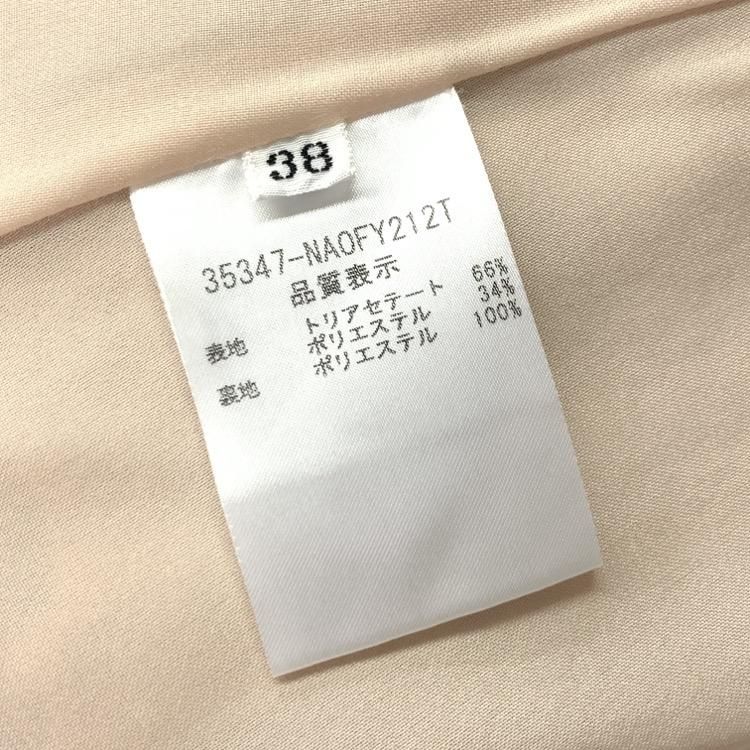 38
35347-NAOFY212T
品質表示
表地 トリアセテート 66%
ポリエステル 34%
裏地 ポリエステル 100%